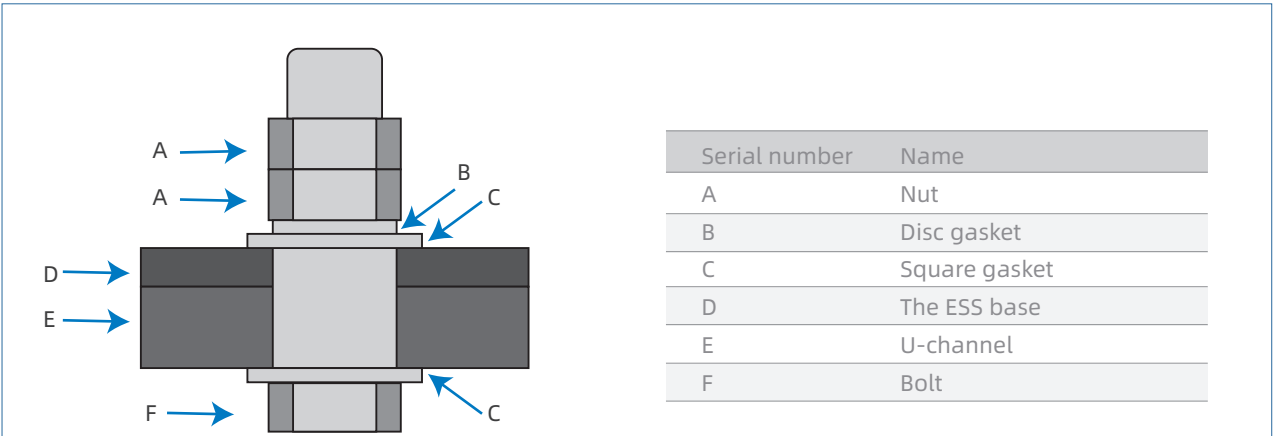 A
A
B
C
D
E
F
C
Serial number Name
A Nut
B Disc gasket
C Square gasket
D The ESS base
E U-channel
F Bolt